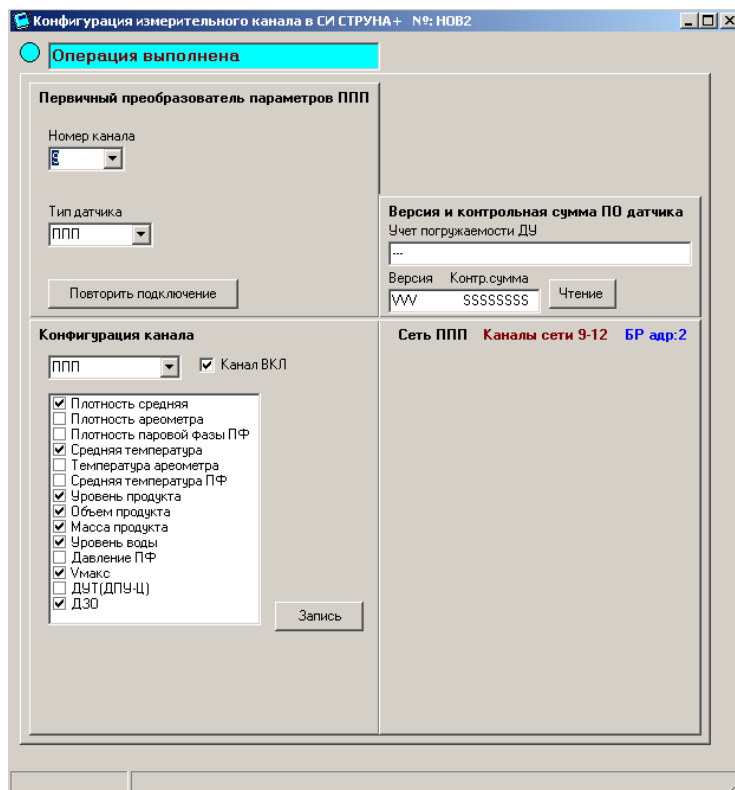 Конфигурация измерительного канала в СИ СТРУНА+ №: НОВ2
Операция выполнена
Первичный преобразователь параметров ППП
Номер канала
9
Тип датчика
ППП
Повторить подключение
Версия и контрольная сумма ПО датчика
Учет погружаемости ДУ
---
Версия Контр.сумма
VVV SSSSSSSS
Чтение
Конфигурация канала
ППП
Канал ВКЛ
Плотность средняя
Плотность ареометра
Плотность паровой фазы ПФ
Средняя температура
Температура ареометра
Средняя температура ПФ
Уровень продукта
Объем продукта
Масса продукта
Уровень воды
Давление ПФ
Vмакс
ДУТ(ДПУ-Ц)
ДЗО
Запись
Сеть ППП Каналы сети 9-12 БР адр:2